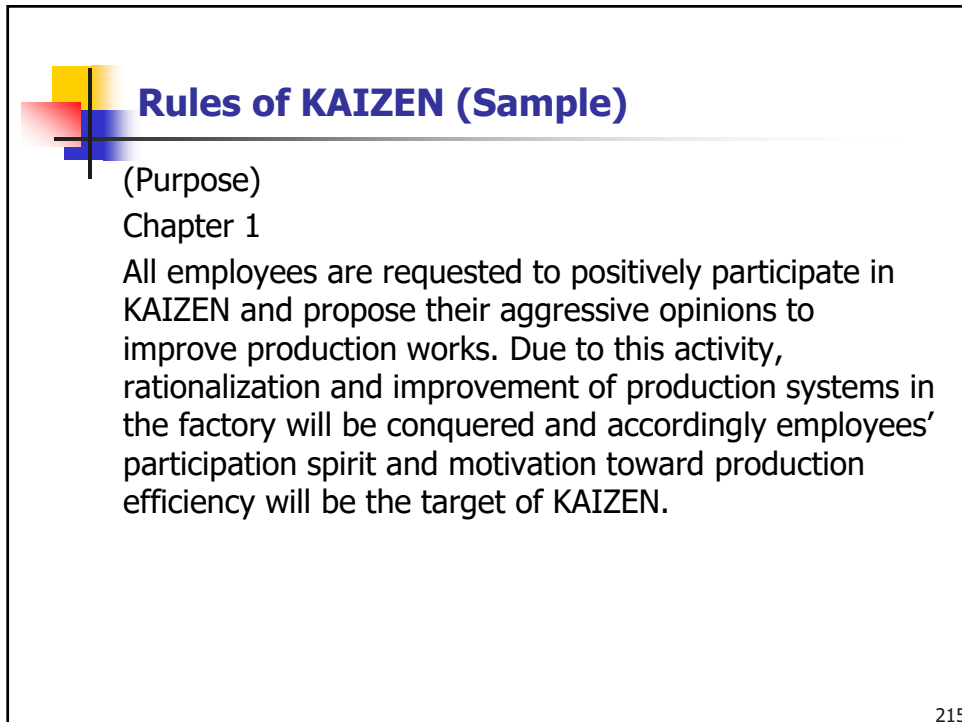 Rules of KAIZEN (Sample)
(Purpose)
Chapter 1
All employees are requested to positively participate in
KAIZEN and propose their aggressive opinions to
improve production works. Due to this activity,
rationalization and improvement of production systems in
the factory will be conquered and accordingly employees’
participation spirit and motivation toward production
efficiency will be the target of KAIZEN.
215